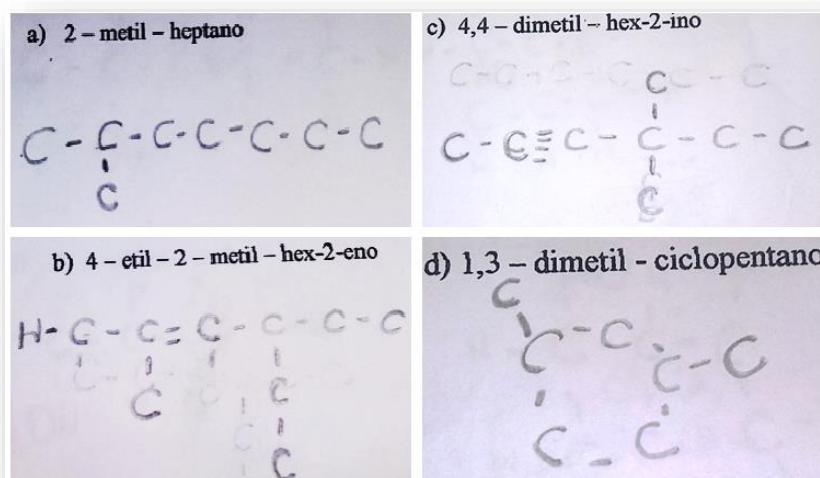 a) 2 – metil – heptano
C - C - C - C - C - C - C
C
c) 4,4 – dimetil – hex-2-ino
C
C - C ≡ C - C - C - C
C
b) 4 – etil – 2 – metil – hex-2-eno
H - C - C = C - C - C - C
C
C
C
d) 1,3 – dimetil - ciclopentano
C
C - C
C - C
C - C